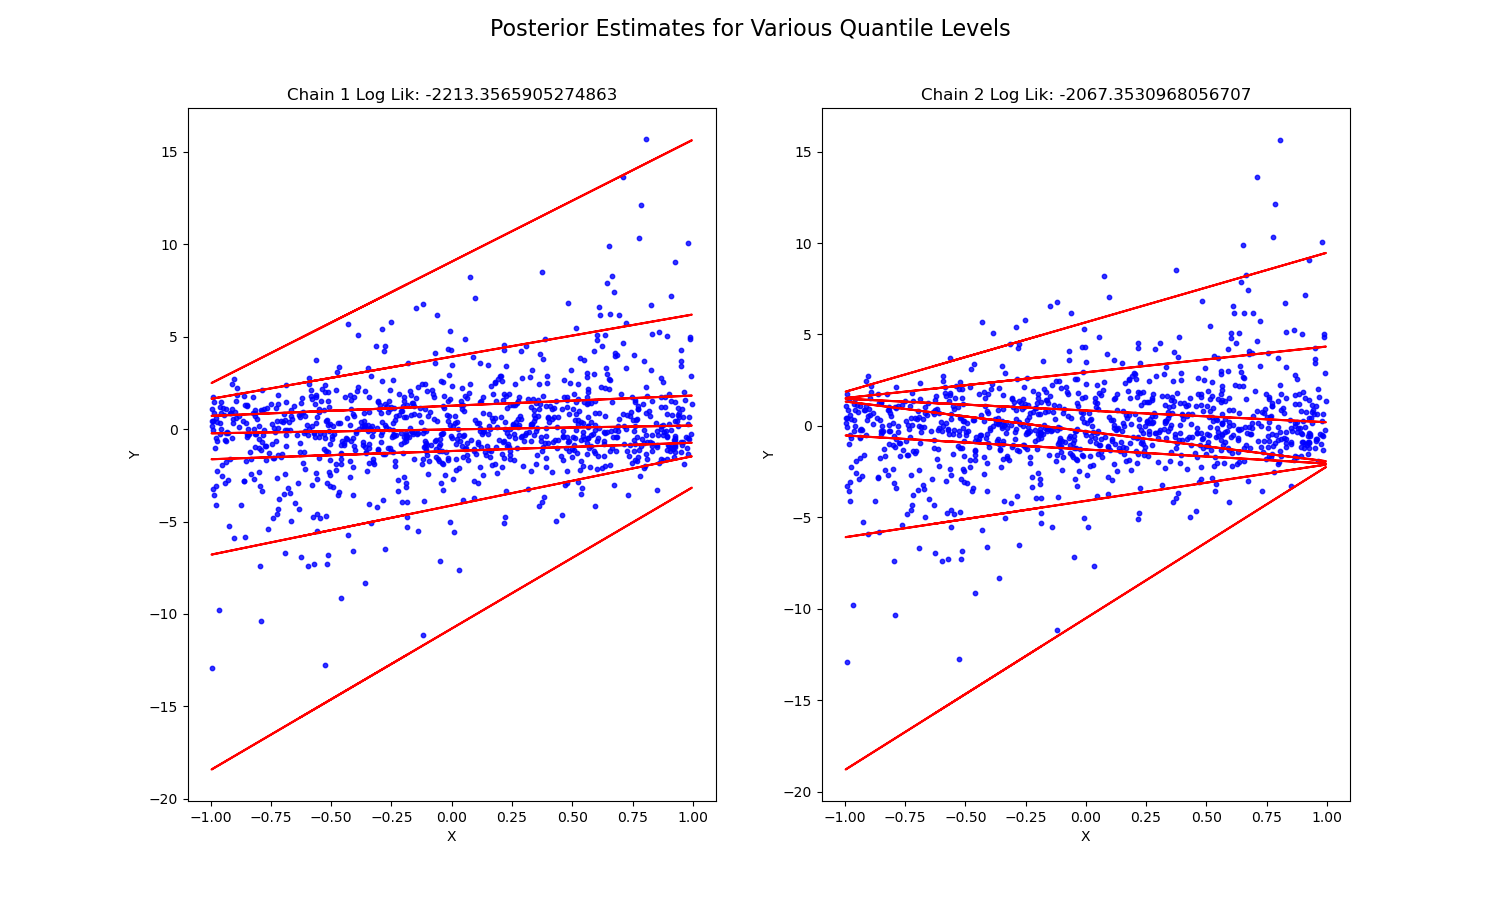 Posterior Estimates for Various Quantile Levels
Chain 1 Log Lik: -2213.3565905274863
15
10
5
0
−5
−10
−15
−20
Y
−1.00 −0.75 −0.50 −0.25 0.00 0.25 0.50 0.75 1.00
X
Chain 2 Log Lik: -2067.3530968056707
15
10
5
0
−5
−10
−15
−20
Y
−1.00 −0.75 −0.50 −0.25 0.00 0.25 0.50 0.75 1.00
X